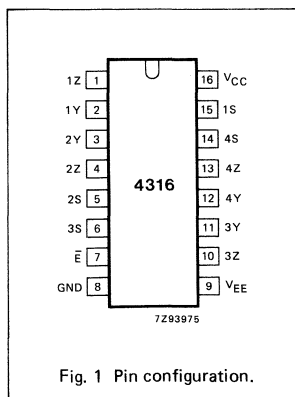 1Z 1 16 VCC
1Y 2 15 1S
2Y 3 14 4S
2Z 4 13 4Z
4316
2S 5 12 4Y
3S 6 11 3Y
E̅ 7 10 3Z
GND 8 9 VEE
7Z93975
Fig. 1 Pin configuration.